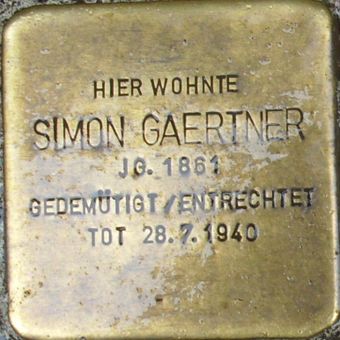 HIER WOHNTE
SIMON GAERTNER
JG. 1861
GEDEMÜTIGT/ENTRECHTET
TOT 28.7.1940